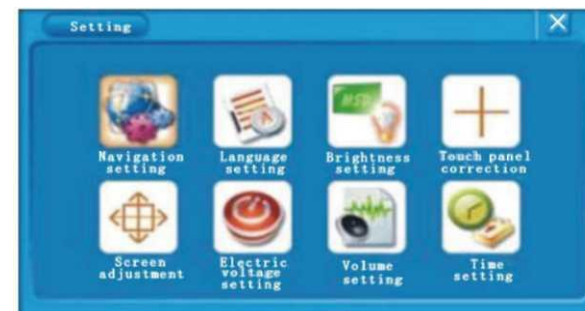 Setting
Navigation
setting
Language
setting
Brightness
setting
Touch panel
correction
Screen
adjustment
Electric
voltage
setting
Volume
setting
Time
setting